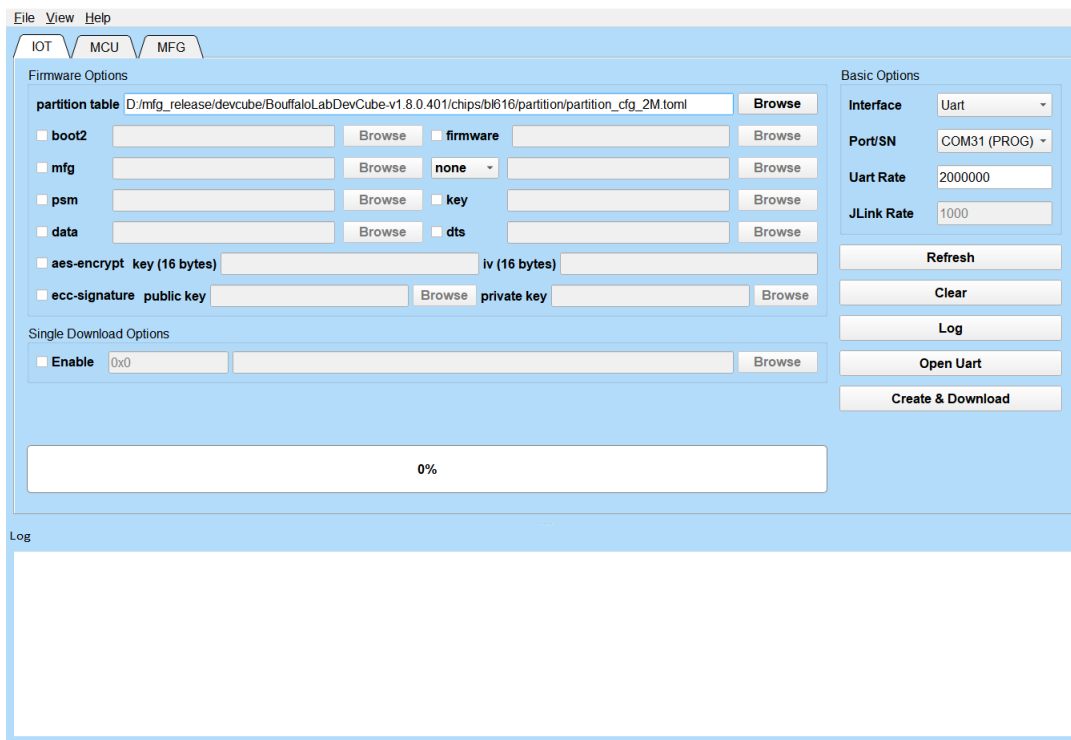 File View Help
IOT MCU MFG
Firmware Options
partition table D:/mfg_release/devcube/BouffaloLabDevCube-v1.8.0.401/chips/bl616/partition/partition_cfg_2M.toml Browse
boot2 Browse firmware Browse
mfg Browse none Browse
psm Browse key Browse
data Browse dts Browse
aes-encrypt key (16 bytes) iv (16 bytes)
ecc-signature public key Browse private key Browse
Single Download Options
Enable 0x0 Browse
0%
Basic Options
Interface Uart
Port/SN COM31 (PROG)
Uart Rate 2000000
JLink Rate 1000
Refresh
Clear
Log
Open Uart
Create & Download
Log